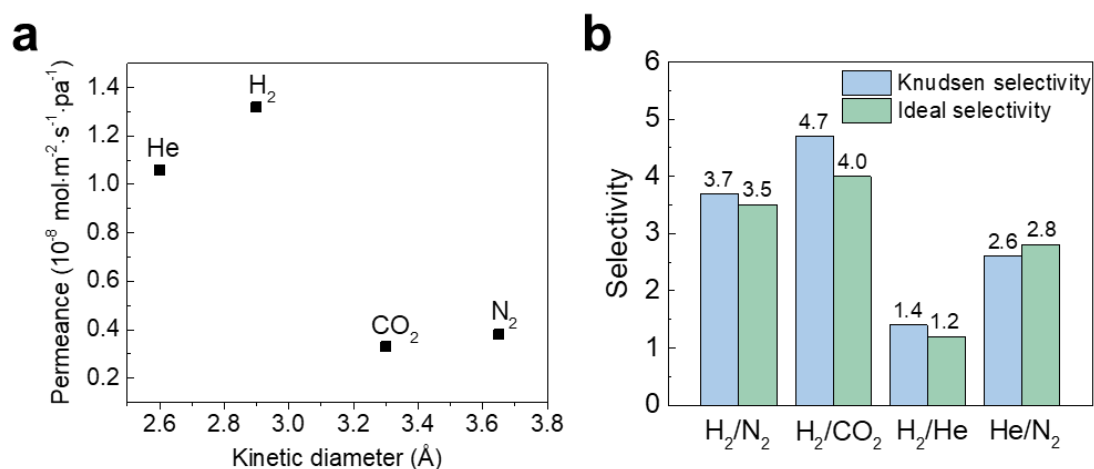 a
Permeance (10⁻⁸ mol·m⁻²·s⁻¹·pa⁻¹)
1.4
1.2
1.0
0.8
0.6
0.4
0.2
He
H₂
CO₂
N₂
2.6 2.8 3.0 3.2 3.4 3.6 3.8
Kinetic diameter (Å)
b
Selectivity
6
5
4
3
2
1
0
Knudsen selectivity
Ideal selectivity
3.7 3.5
4.7 4.0
1.4 1.2
2.6 2.8
H₂/N₂ H₂/CO₂ H₂/He He/N₂